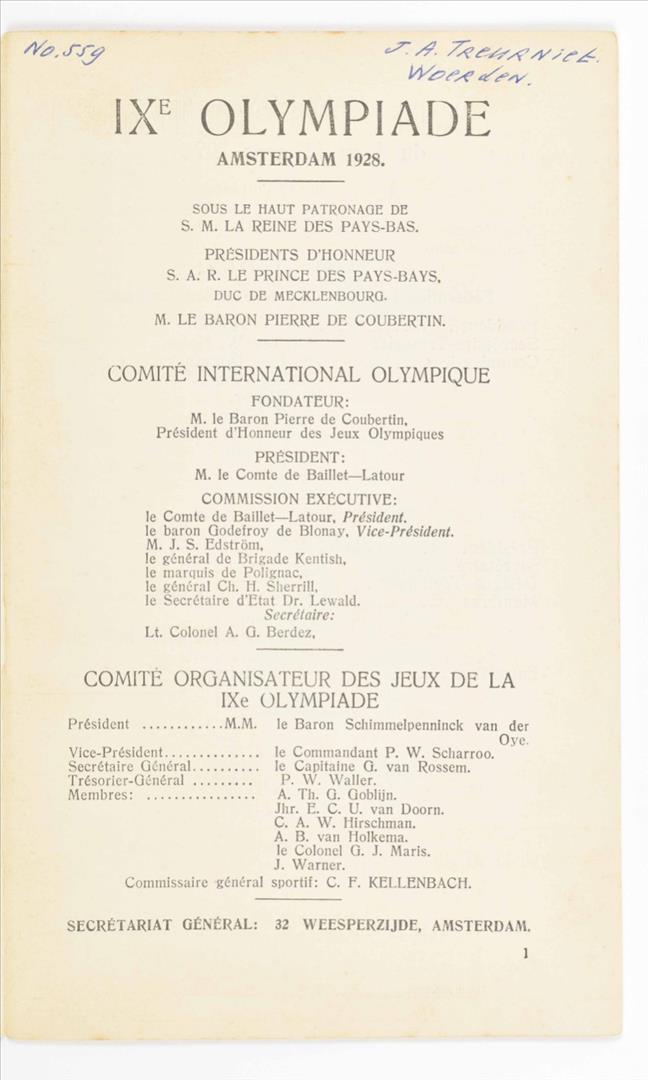 No. 559
J. A. Treurniet.
Woerden.
IXE OLYMPIADE
AMSTERDAM 1928.
SOUS LE HAUT PATRONAGE DE
S. M. LA REINE DES PAYS-BAS.
PRÉSIDENTS D'HONNEUR
S. A. R. LE PRINCE DES PAYS-BAYS,
DUC DE MECKLENBOURG.
M. LE BARON PIERRE DE COUBERTIN.
COMITÉ INTERNATIONAL OLYMPIQUE
FONDATEUR:
M. le Baron Pierre de Coubertin,
Président d'Honneur des Jeux Olympiques
PRÉSIDENT:
M. le Comte de Baillet—Latour
COMMISSION EXÉCUTIVE:
le Comte de Baillet—Latour, Président.
le baron Godefroy de Blonay, Vice-Président.
M. J. S. Edström,
le général de Brigade Kentish,
le marquis de Polignac,
le général Ch. H. Sherrill,
le Secrétaire d'Etat Dr. Lewald.
Secrétaire:
Lt. Colonel A. G. Berdez,
COMITÉ ORGANISATEUR DES JEUX DE LA
IXe OLYMPIADE
Président ............M.M. le Baron Schimmelpenninck van der
Oye.
Vice-Président............. le Commandant P. W. Scharroo.
Secrétaire Général.......... le Capitaine G. van Rossem.
Trésorier-Général ......... P. W. Waller.
Membres: ................ A. Th. G. Goblijn.
Jhr. E. C. U. van Doorn.
C. A. W. Hirschman.
A. B. van Holkema.
le Colonel G. J. Maris.
J. Warner.
Commissaire général sportif: C. F. KELLENBACH.
SECRÉTARIAT GÉNÉRAL: 32 WEESPERZIJDE, AMSTERDAM.
1